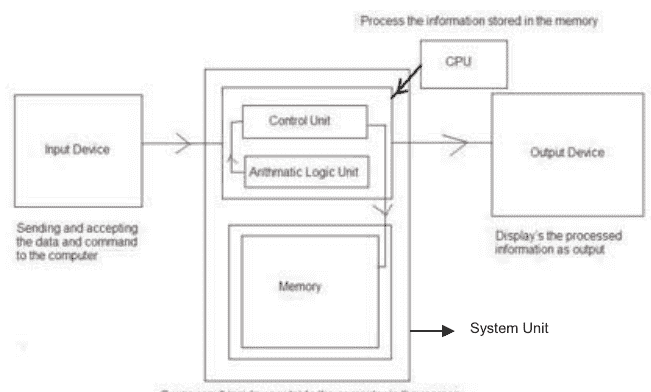 Process the information stored in the memory
CPU
Control Unit
Input Device
Output Device
Arithmatic Logic Unit
Sending and accepting
the data and command
to the computer
Display's the processed
information as output
Memory
System Unit